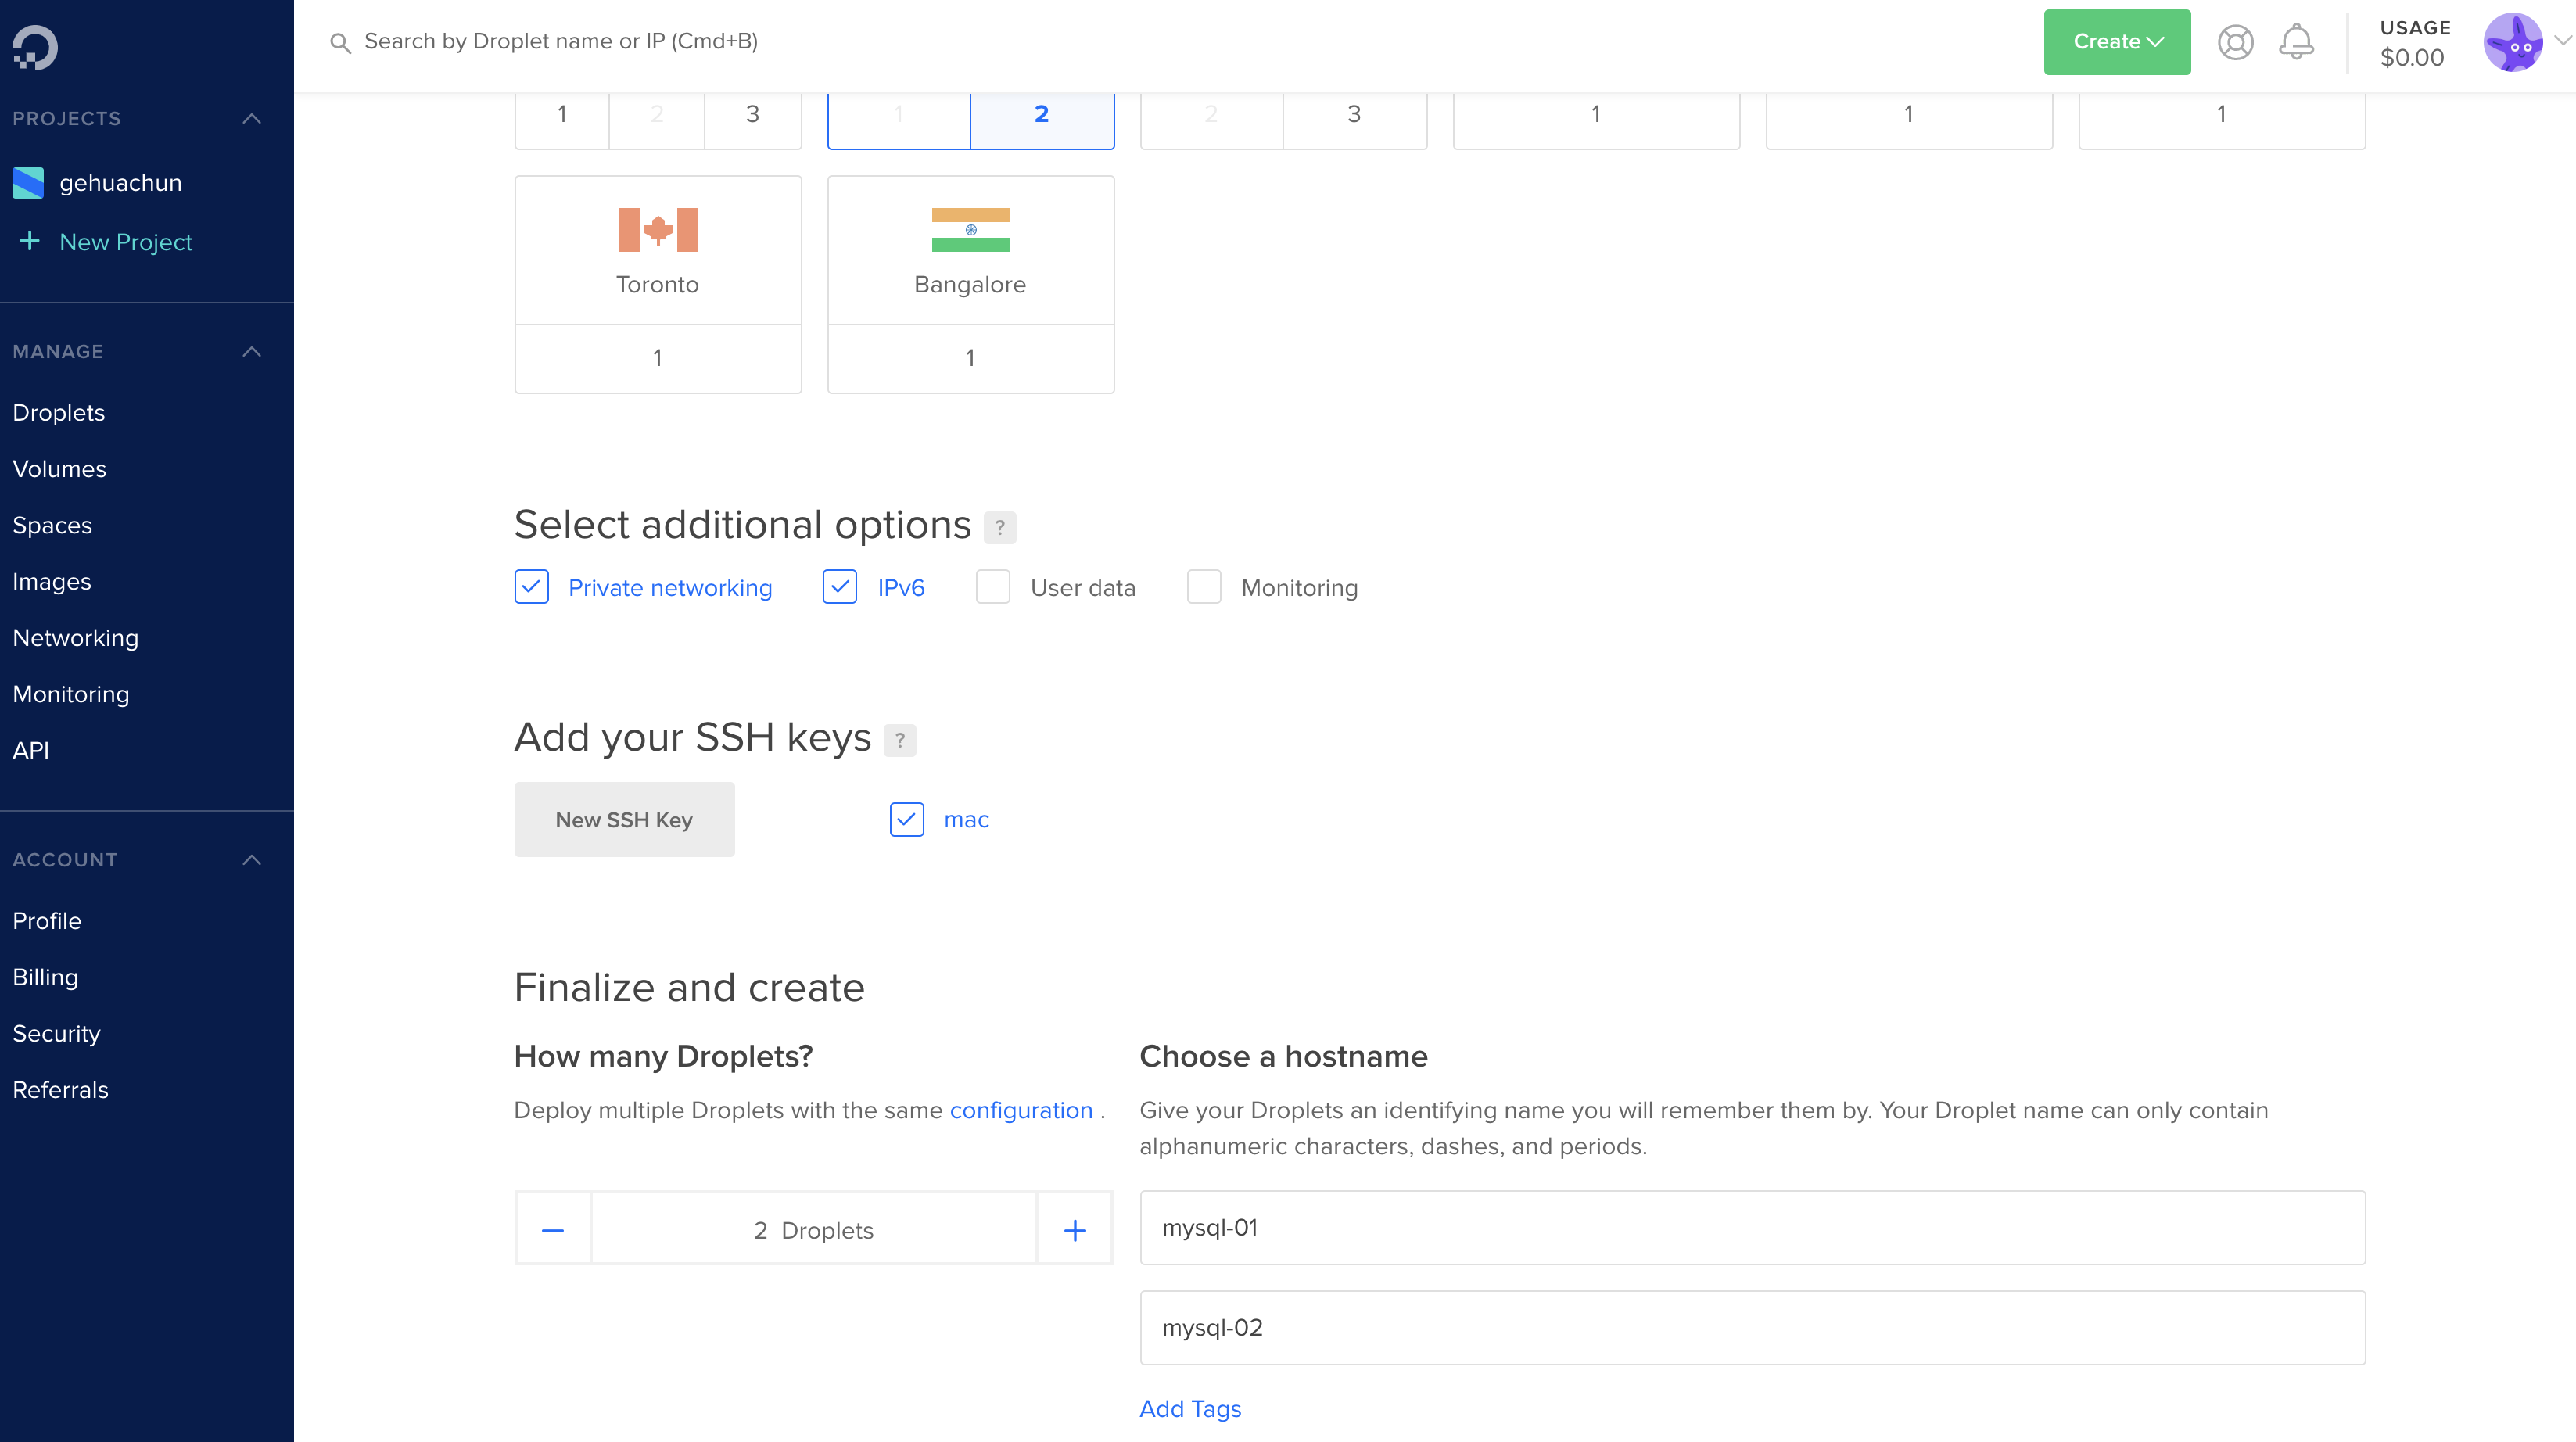 Search by Droplet name or IP (Cmd+B)
Create
USAGE
$0.00
PROJECTS
gehuachun
New Project
MANAGE
Droplets
Volumes
Spaces
Images
Networking
Monitoring
API
ACCOUNT
Profile
Billing
Security
Referrals
1 2 3 1 2 2 3 1 1 1
Toronto
1
Bangalore
1
Select additional options ?
Private networking IPv6 User data Monitoring
Add your SSH keys ?
New SSH Key mac
Finalize and create
How many Droplets?
Deploy multiple Droplets with the same configuration .
2 Droplets
Choose a hostname
Give your Droplets an identifying name you will remember them by. Your Droplet name can only contain
alphanumeric characters, dashes, and periods.
mysql-01
mysql-02
Add Tags